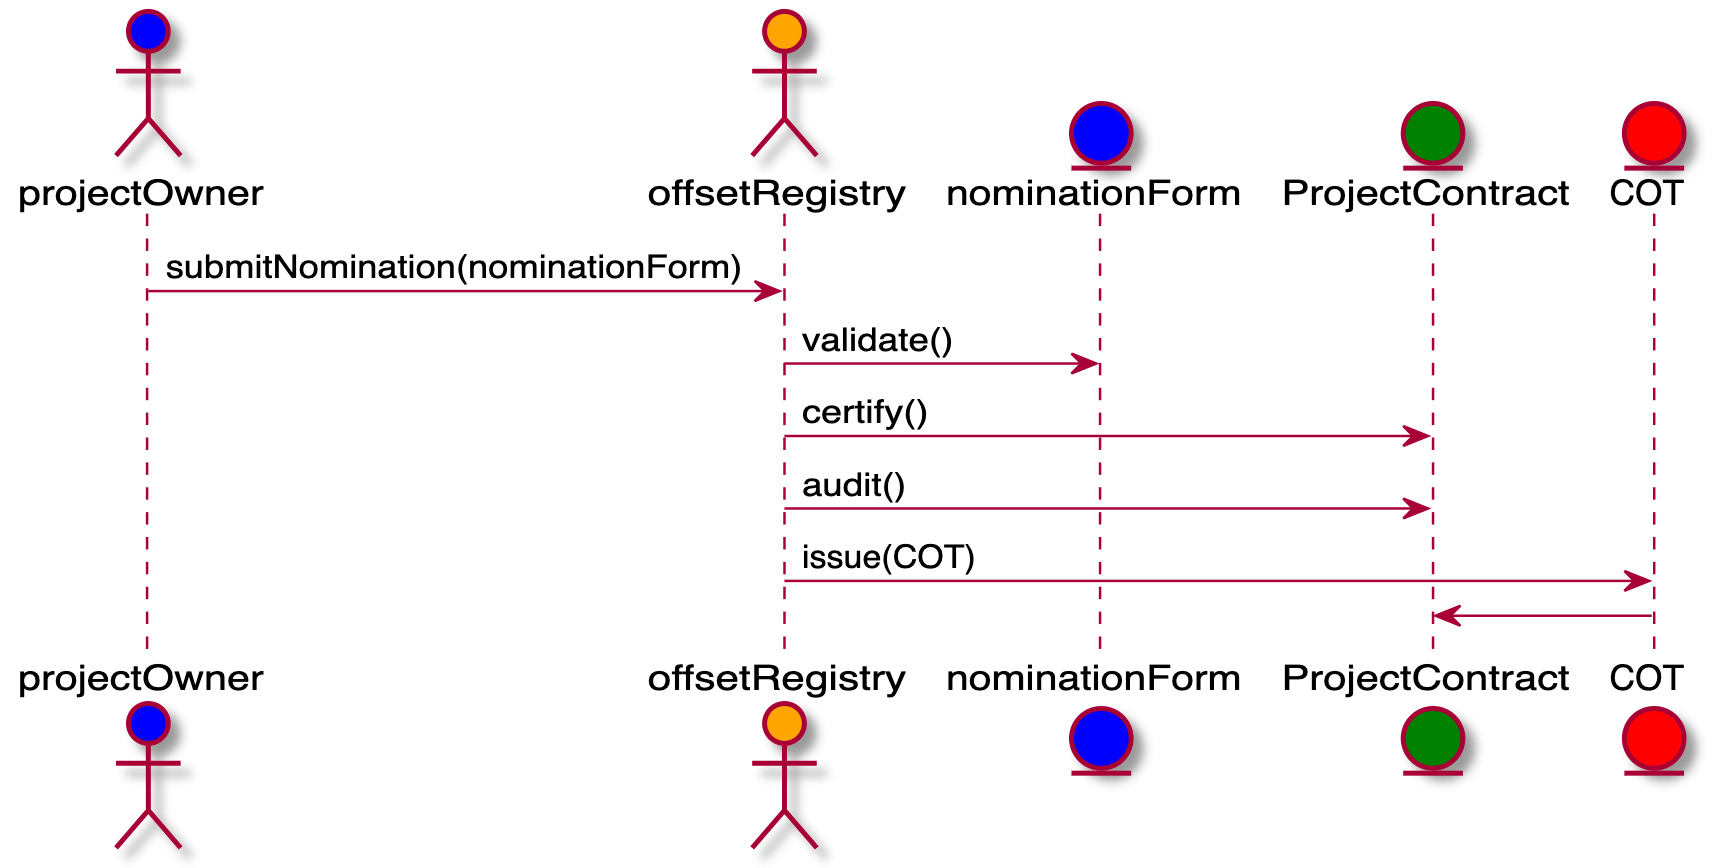 projectOwner offsetRegistry nominationForm ProjectContract COT
submitNomination(nominationForm)
validate()
certify()
audit()
issue(COT)
projectOwner offsetRegistry nominationForm ProjectContract COT